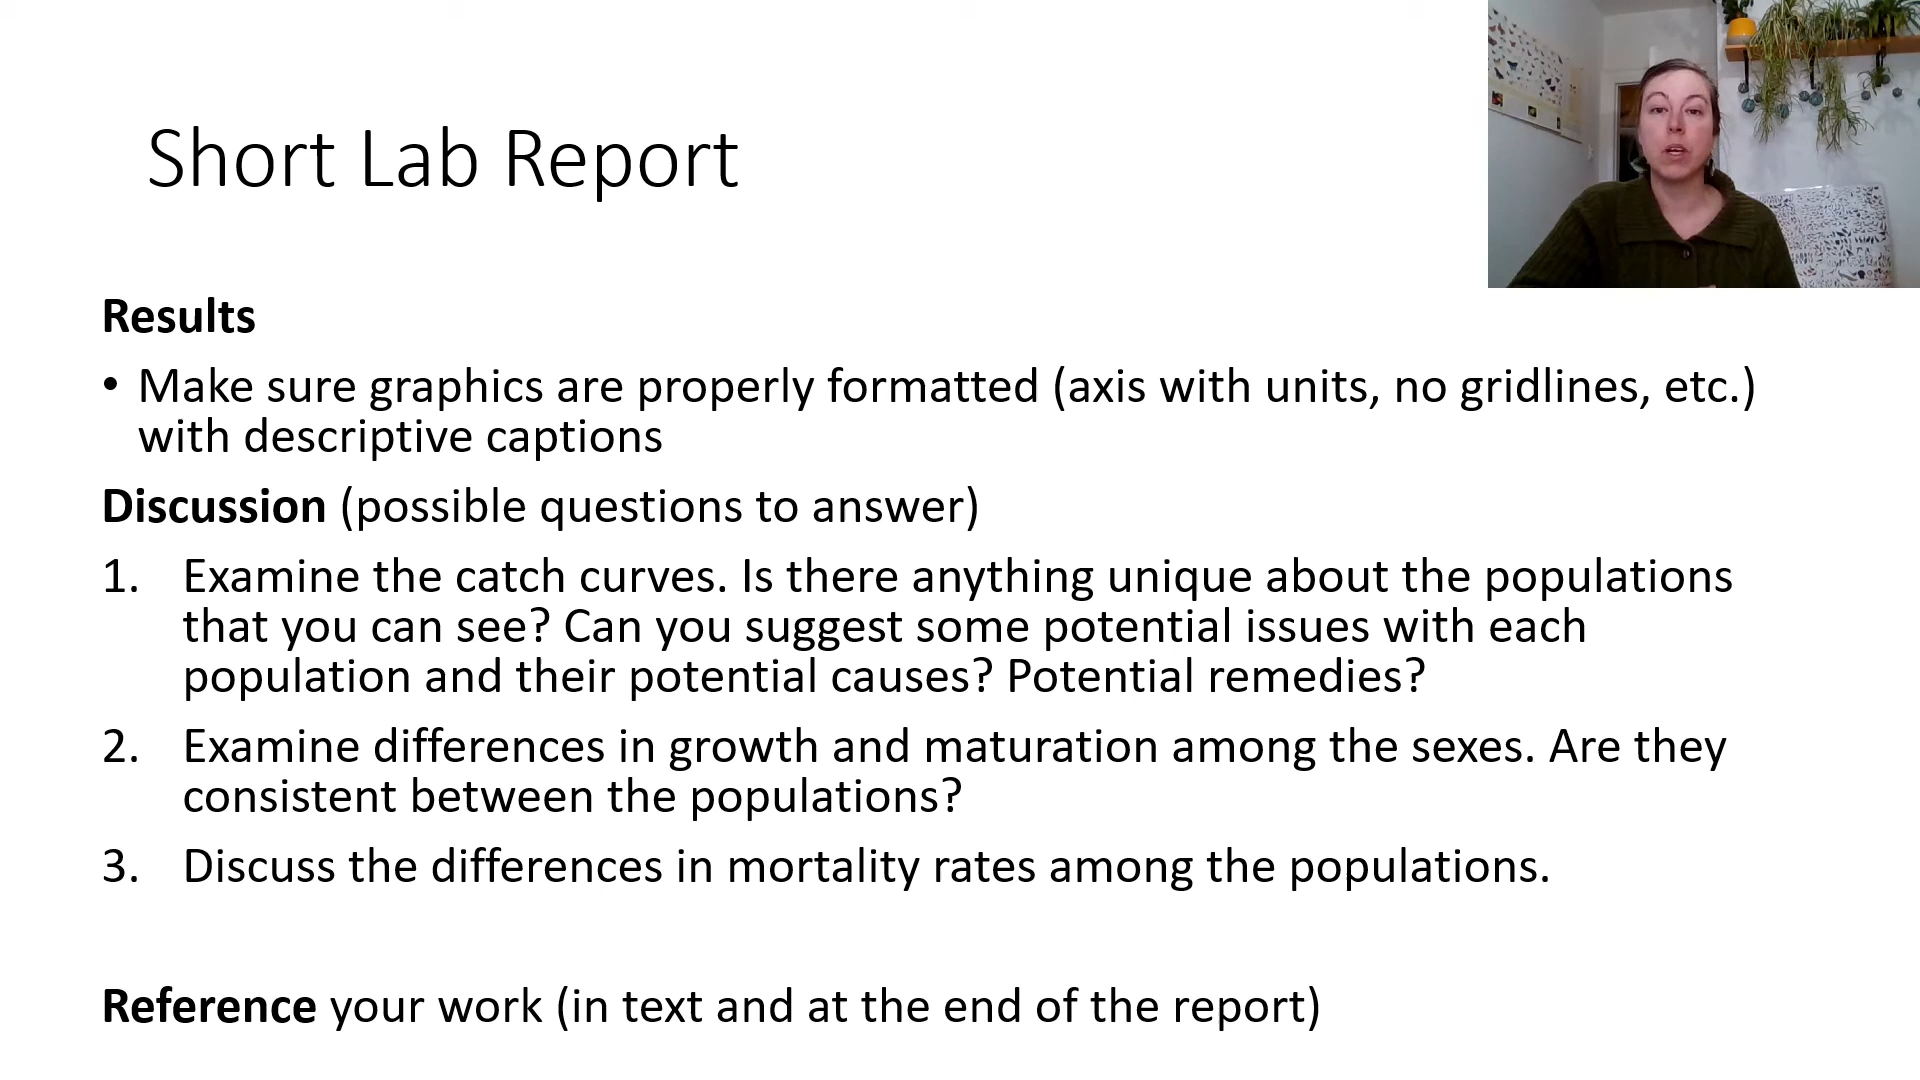 Short Lab Report
Results
• Make sure graphics are properly formatted (axis with units, no gridlines, etc.)
with descriptive captions
Discussion (possible questions to answer)
1. Examine the catch curves. Is there anything unique about the populations
that you can see? Can you suggest some potential issues with each
population and their potential causes? Potential remedies?
2. Examine differences in growth and maturation among the sexes. Are they
consistent between the populations?
3. Discuss the differences in mortality rates among the populations.
Reference your work (in text and at the end of the report)